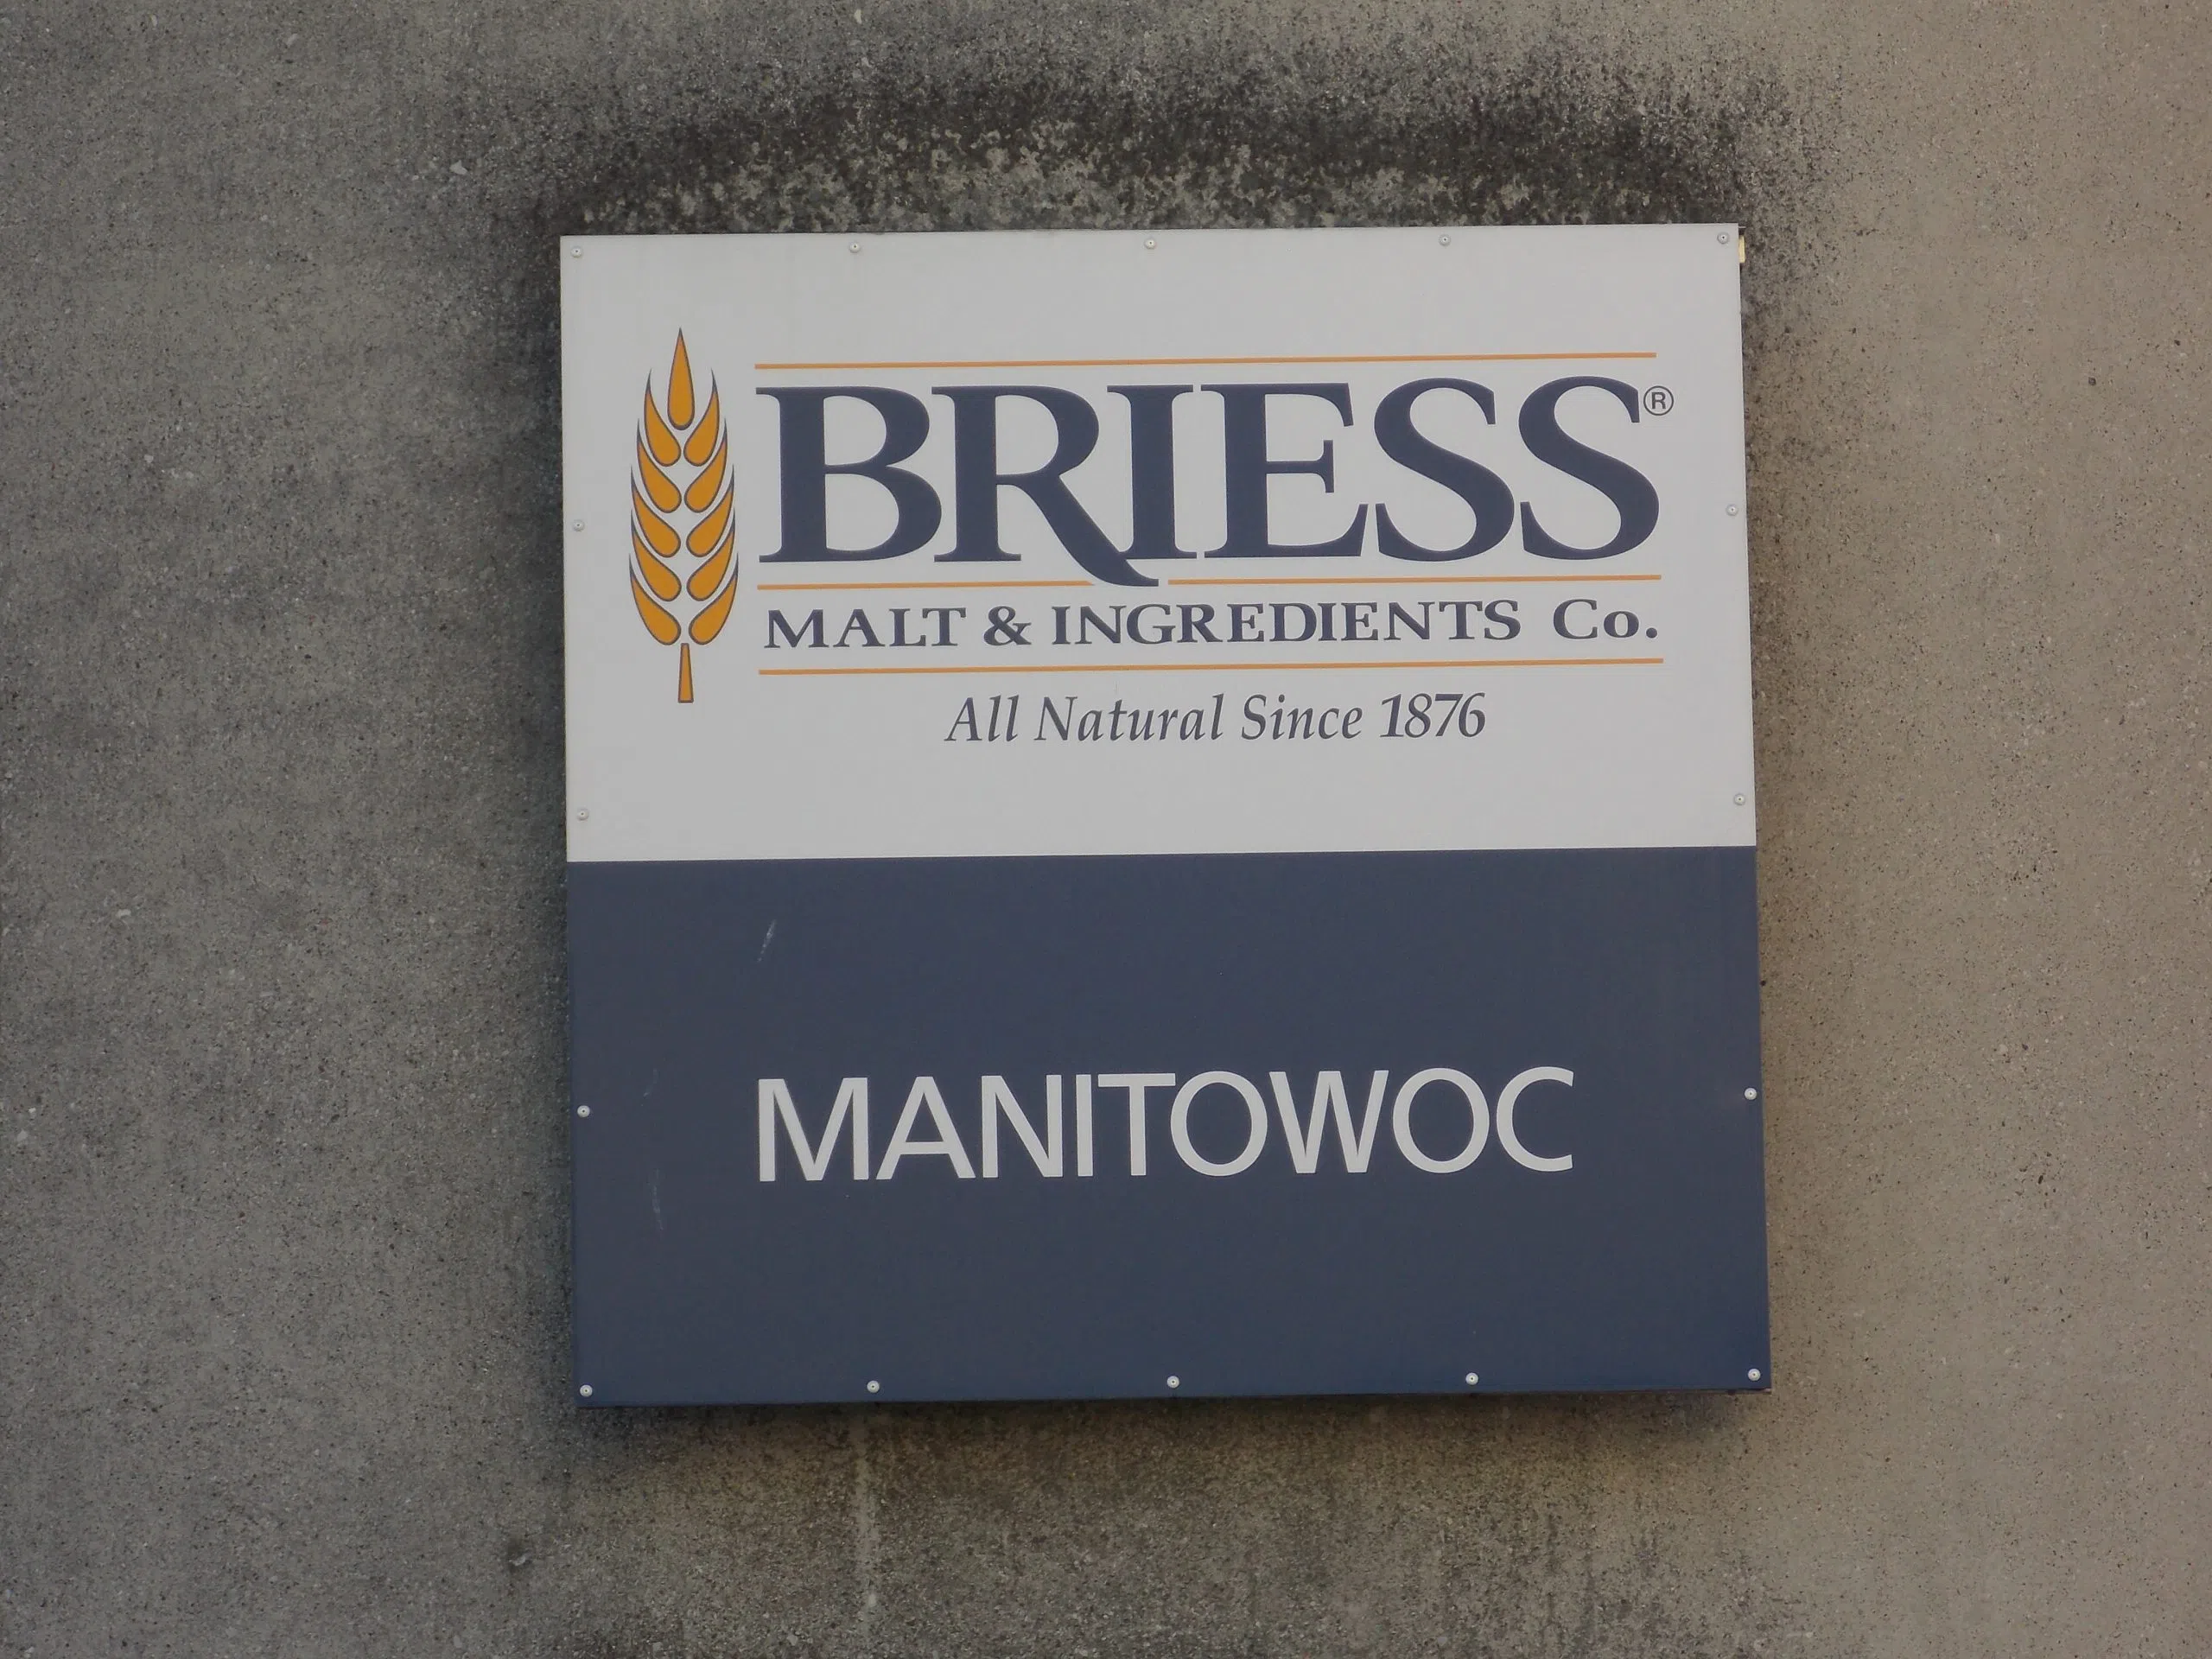 BRIESS®
MALT & INGREDIENTS Co.
All Natural Since 1876
MANITOWOC